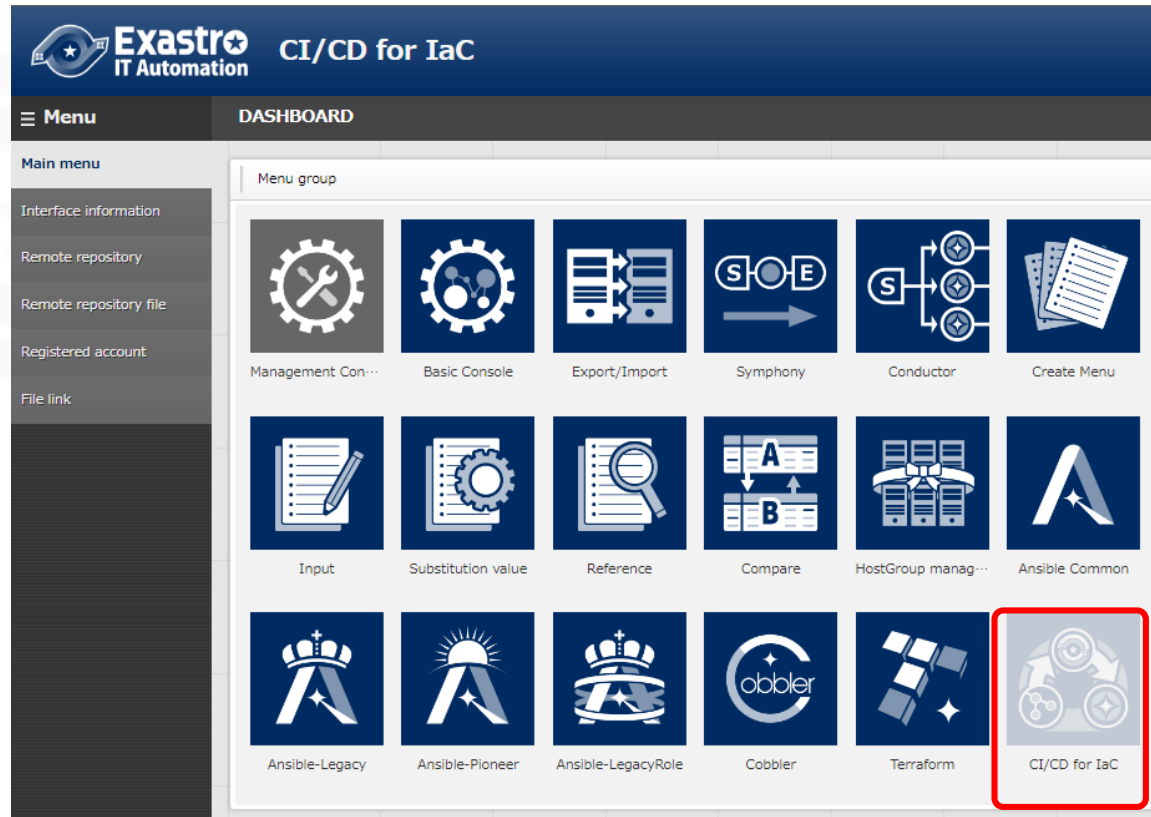 Exastro
IT Automation
CI/CD for IaC
Menu
DASHBOARD
Main menu
Interface information
Remote repository
Remote repository file
Registered account
File link
Menu group
S O E
S
Management Con…
Basic Console
Export/Import
Symphony
Conductor
Create Menu
A
B
Input
Substitution value
Reference
Compare
HostGroup manag…
Ansible Common
Cobbler
Ansible-Legacy
Ansible-Pioneer
Ansible-LegacyRole
Cobbler
Terraform
CI/CD for IaC